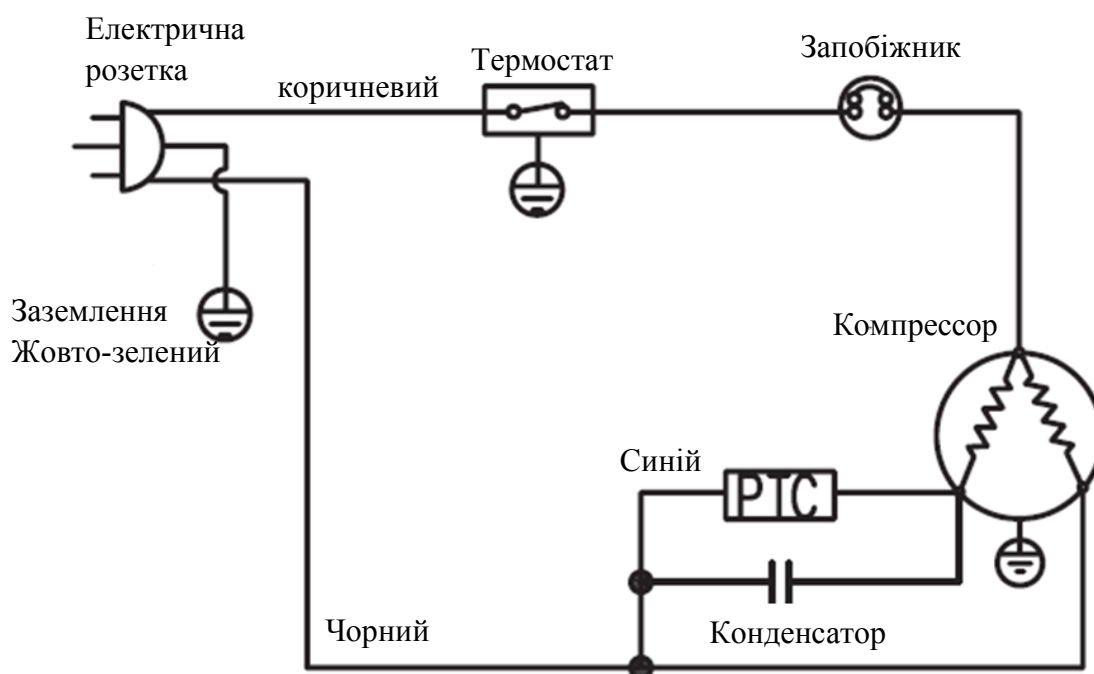 Електрична
розетка
коричневий
Термостат
Запобіжник
Заземлення
Жовто-зелений
Компрессор
Синій
PTC
Чорний
Конденсатор